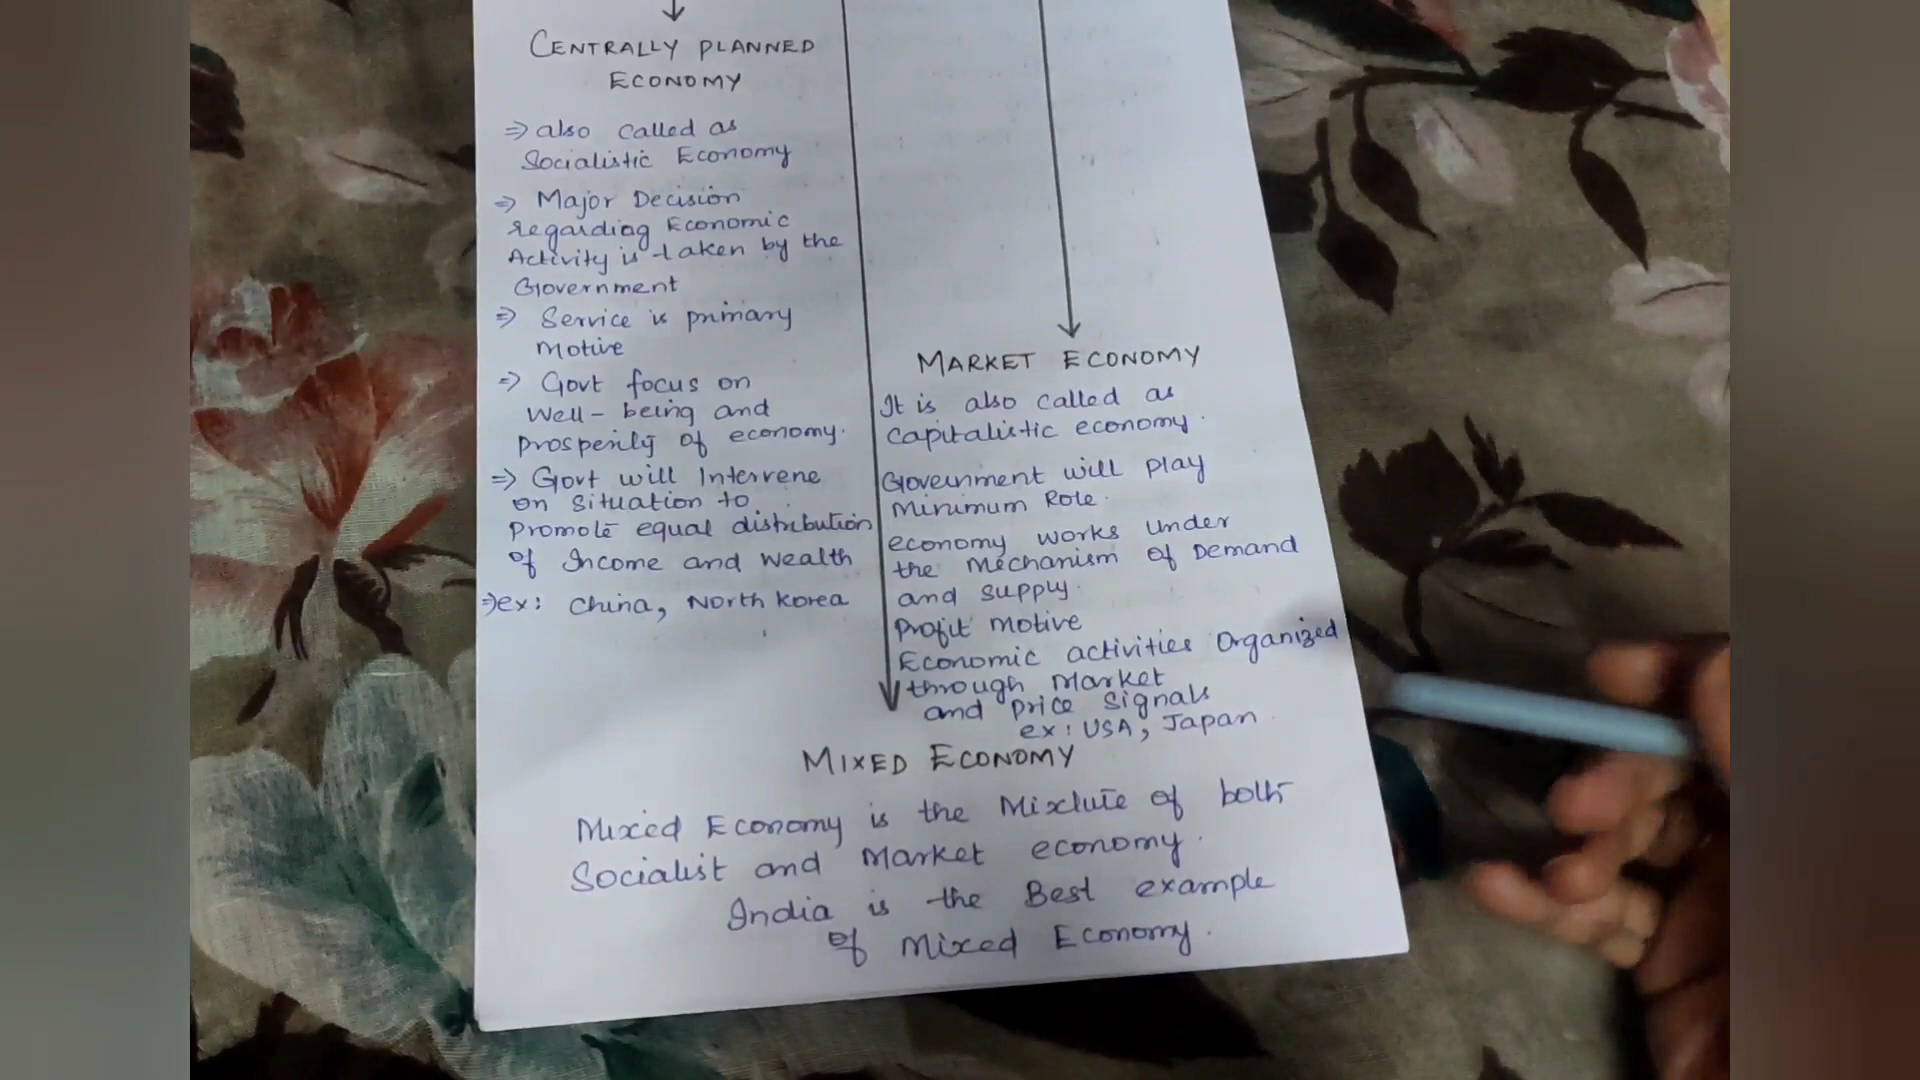 CENTRALLY PLANNED
ECONOMY
⇒ also called as
Socialistic Economy
⇒ Major Decision
regarding Economic
Activity is taken by the
Government
⇒ Service is primary
Motive
⇒ Govt focus on
Well-being and
prosperity of economy.
⇒ Govt will Intervene
on situation to
promote equal distribution
of Income and wealth
⇒ex: China, North Korea
MARKET ECONOMY
It is also called as
Capitalistic economy.
Government will play
Minimum Role.
economy works under
the Mechanism of Demand
and supply.
Profit motive
Economic activities Organized
through Market
and price signals
ex: USA, Japan
MIXED ECONOMY
Mixed Economy is the Mixture of both
Socialist and Market economy.
India is the Best example
of Mixed Economy.